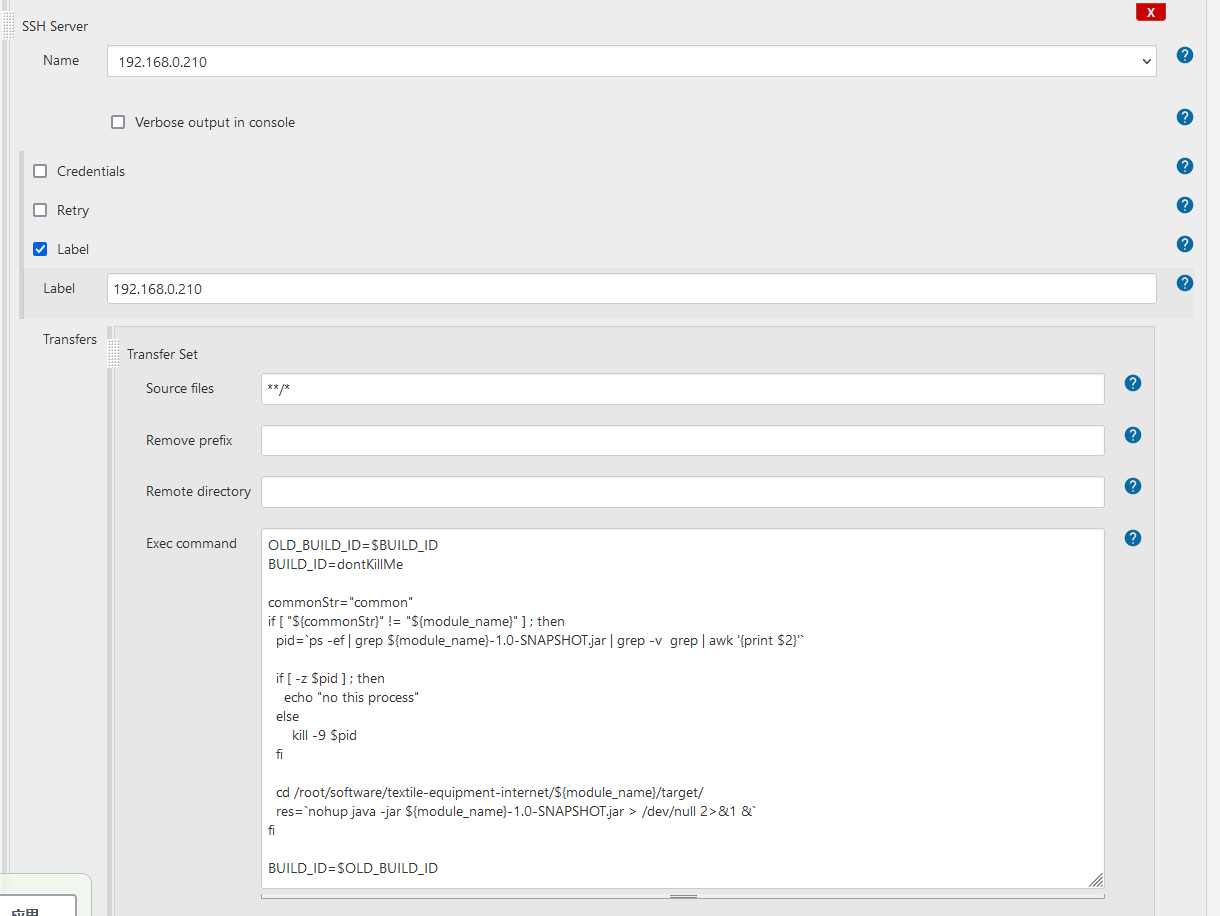 X
SSH Server
Name
192.168.0.210
?
Verbose output in console
?
Credentials
?
Retry
?
Label
?
Label
192.168.0.210
?
Transfers
Transfer Set
Source files
**/*
?
Remove prefix
?
Remote directory
?
Exec command
?
OLD_BUILD_ID=$BUILD_ID
BUILD_ID=dontKillMe
commonStr="common"
if [ "${commonStr}" != "${module_name}" ] ; then
pid=`ps -ef | grep ${module_name}-1.0-SNAPSHOT.jar | grep -v  grep | awk '{print $2}'`
if [ -z $pid ] ; then
echo "no this process"
else
kill -9 $pid
fi
cd /root/software/textile-equipment-internet/${module_name}/target/
res=`nohup java -jar ${module_name}-1.0-SNAPSHOT.jar > /dev/null 2>&1 &`
fi
BUILD_ID=$OLD_BUILD_ID
应用